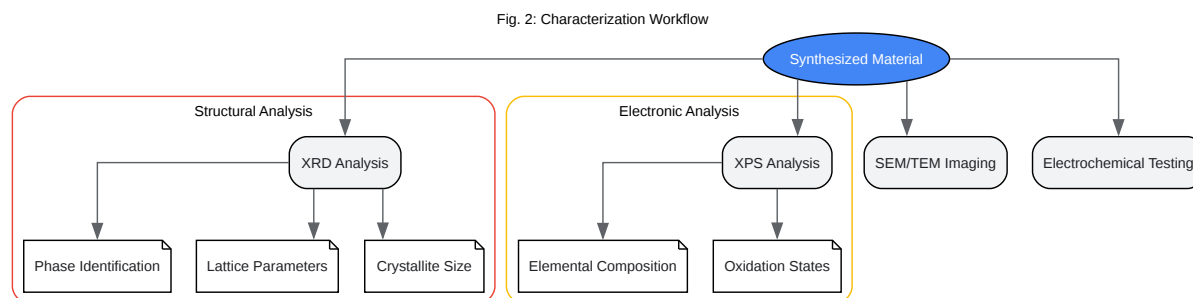 Fig. 2: Characterization Workflow
Synthesized Material
Structural Analysis
Electronic Analysis
XRD Analysis
XPS Analysis
SEM/TEM Imaging
Electrochemical Testing
Phase Identification
Lattice Parameters
Crystallite Size
Elemental Composition
Oxidation States